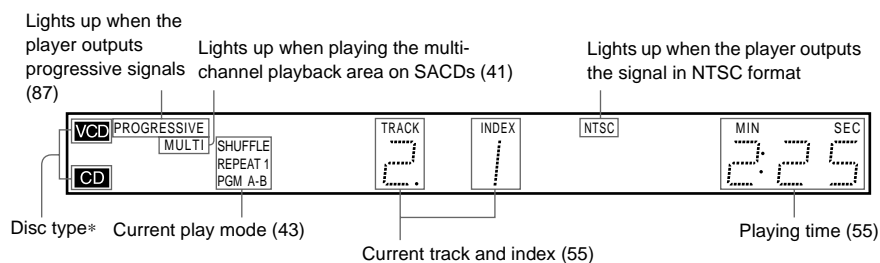 Lights up when the
player outputs
progressive signals
(87)
Lights up when playing the multi-
channel playback area on SACDs (41)
Lights up when the player outputs
the signal in NTSC format
VCD PROGRESSIVE
MULTI
CD
SHUFFLE
REPEAT 1
PGM A-B
TRACK
2.
INDEX
1
NTSC
MIN SEC
2:25
Disc type*
Current play mode (43)
Current track and index (55)
Playing time (55)